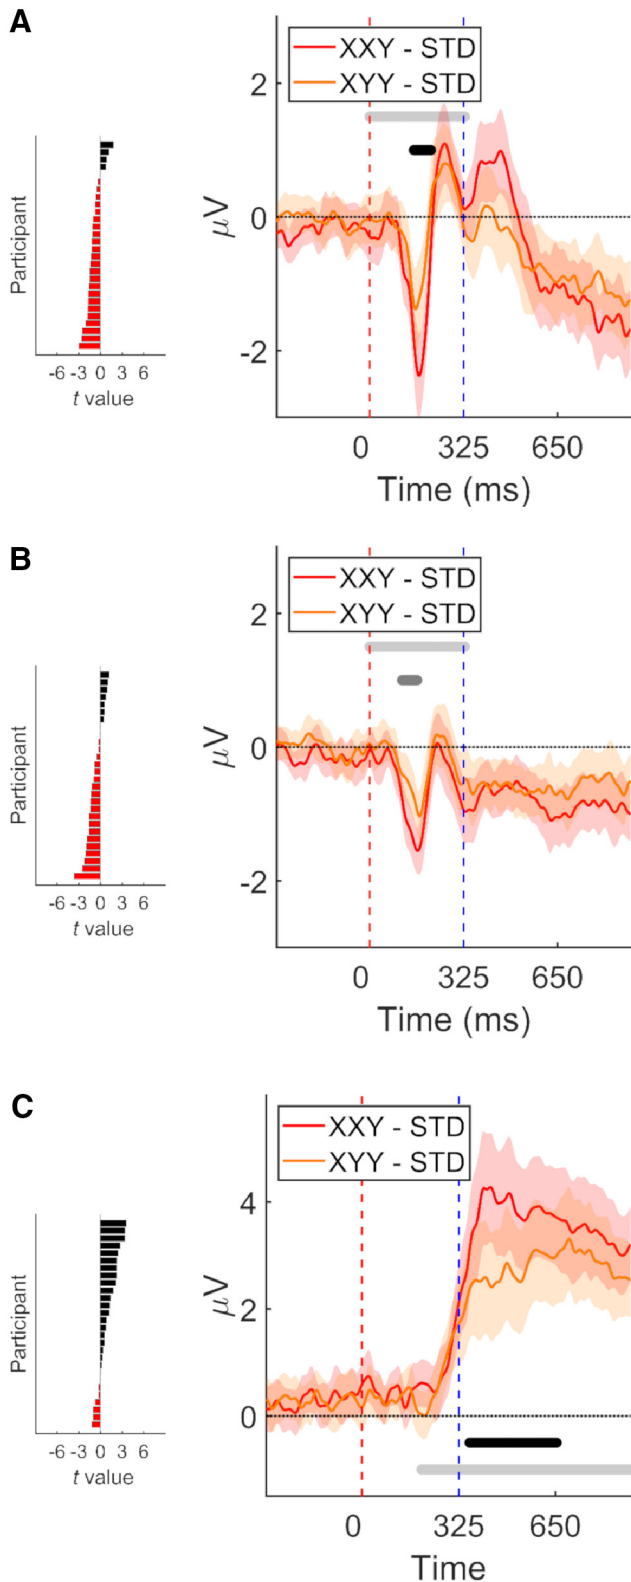 A
XXY - STD
XYY - STD
2
0
-2
μV
0 325 650
Time (ms)
Participant
-6 -3 0 3 6
t value
B
XXY - STD
XYY - STD
2
0
-2
μV
0 325 650
Time (ms)
Participant
-6 -3 0 3 6
t value
C
XXY - STD
XYY - STD
4
2
0
μV
0 325 650
Time
Participant
-6 -3 0 3 6
t value